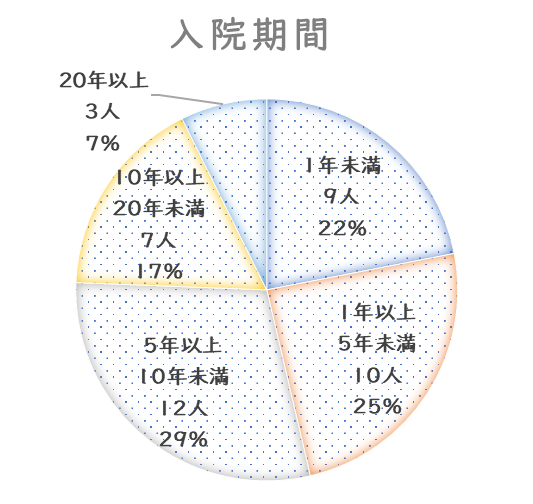 入院期間
20年以上
3人
7%
1年未満
9人
22%
1年以上
5年未満
10人
25%
5年以上
10年未満
12人
29%
10年以上
20年未満
7人
17%